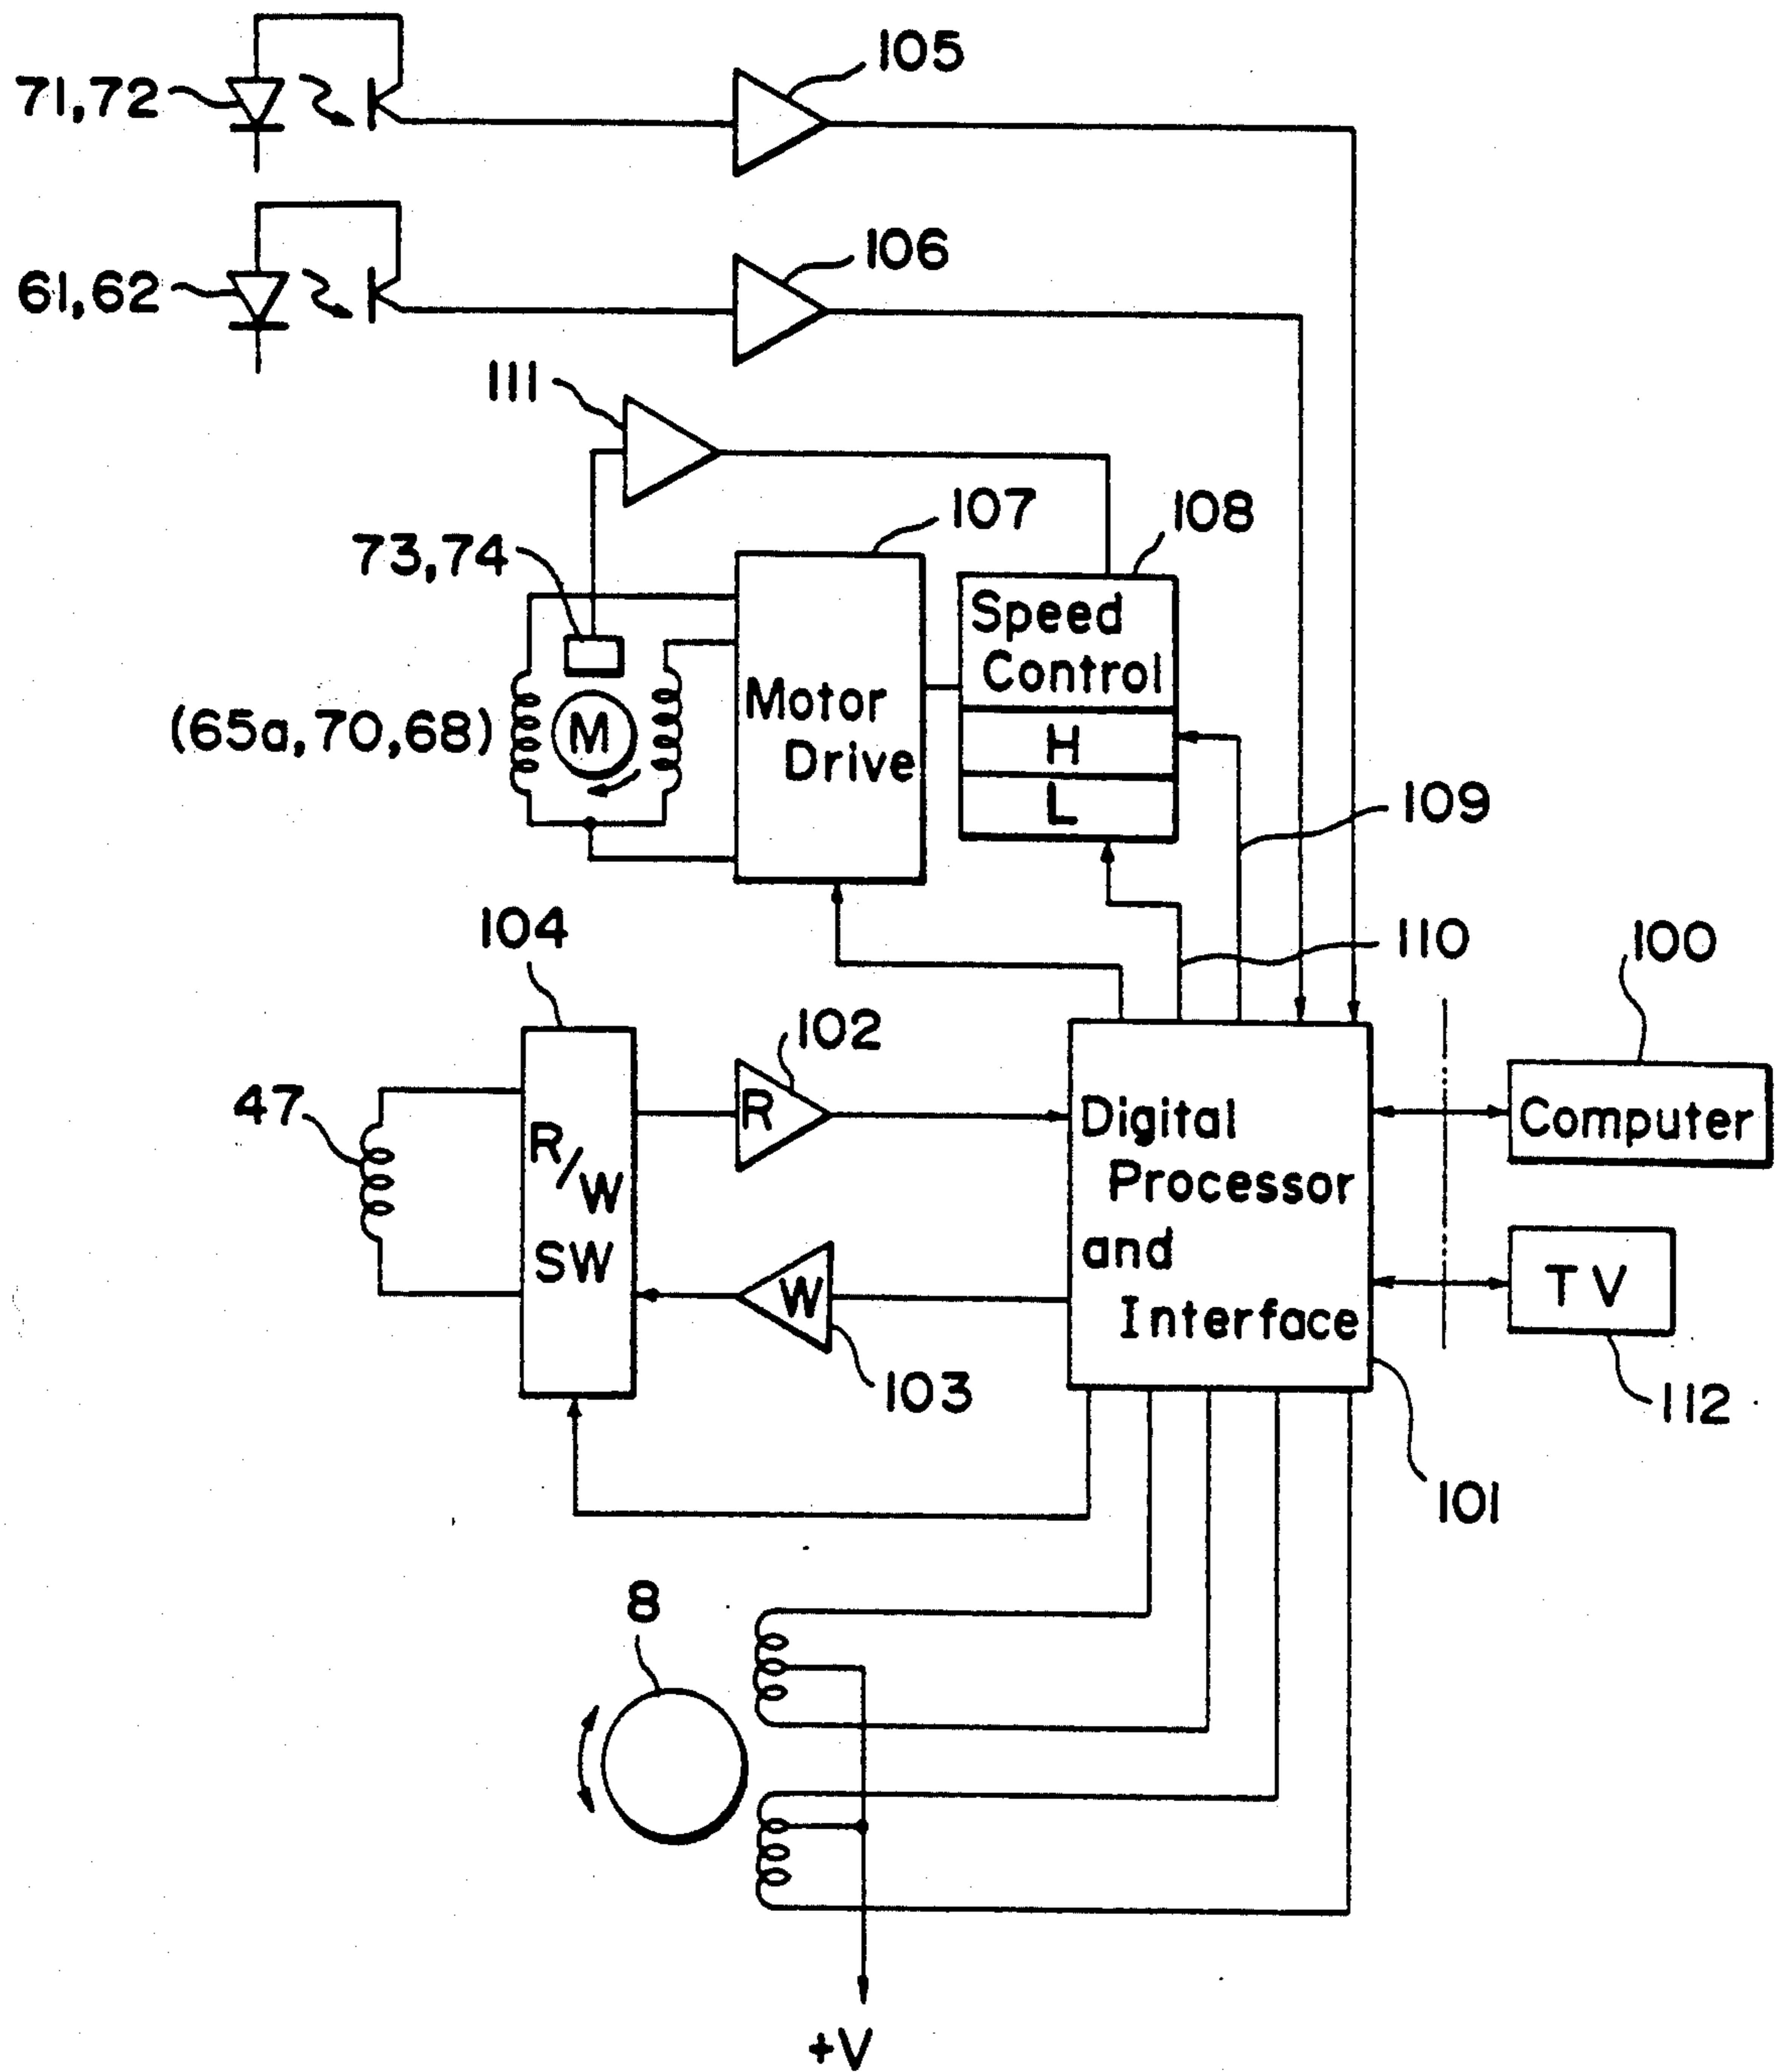 105
71,72
106
61,62
111
107
108
73,74
Speed
Control
(65a,70,68)
M
Motor
Drive
H
L
109
104
110
100
102
47
R
R/W
SW
Digital
Processor
and
Interface
Computer
W
TV
103
112
101
8
+V